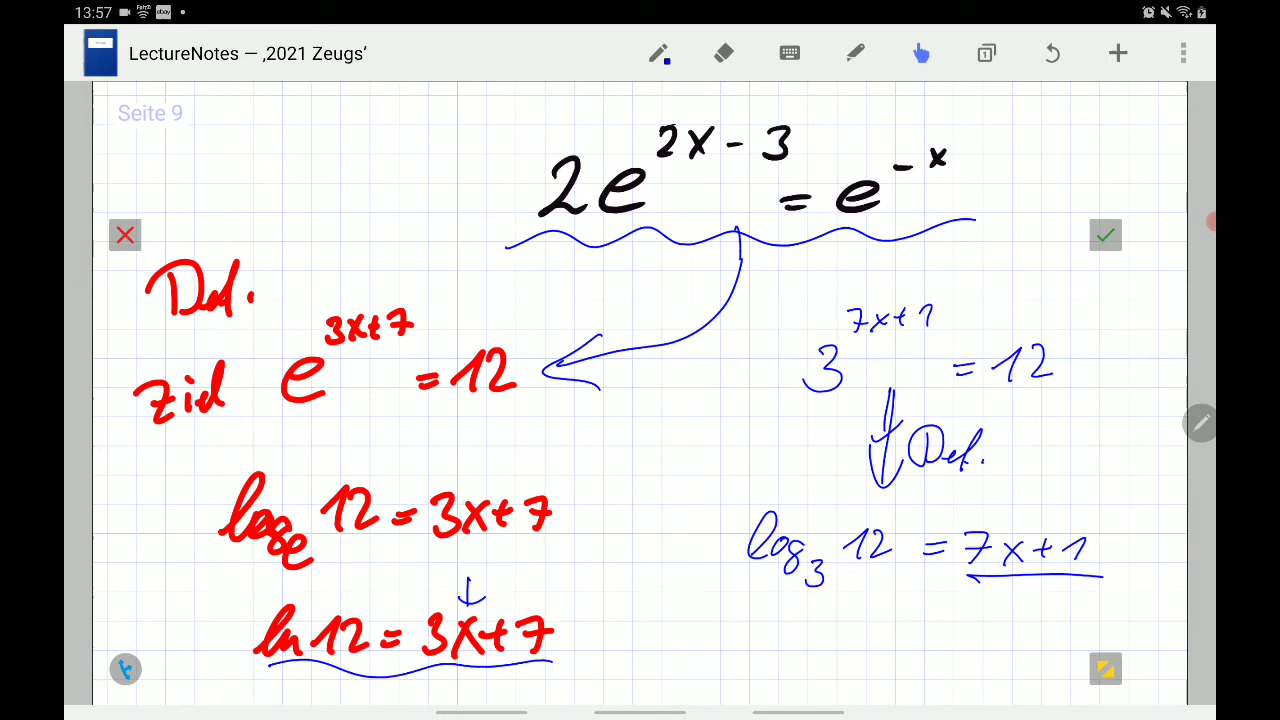 13:57
LectureNotes — ‚2021 Zeugs’
Seite 9
2e^{2x-3} = e^{-x}
Def.
Ziel e^{3x+7} = 12
log_e 12 = 3x+7
ln 12 = 3x+7
3^{7x+1} = 12
Def.
log_3 12 = 7x+1